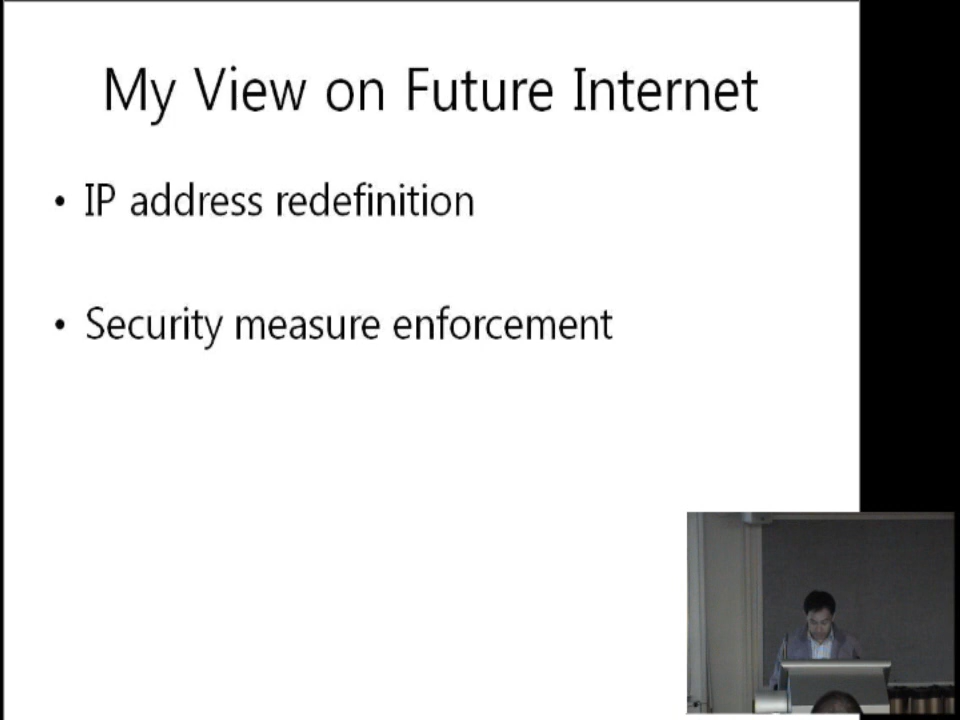 My View on Future Internet
• IP address redefinition
• Security measure enforcement